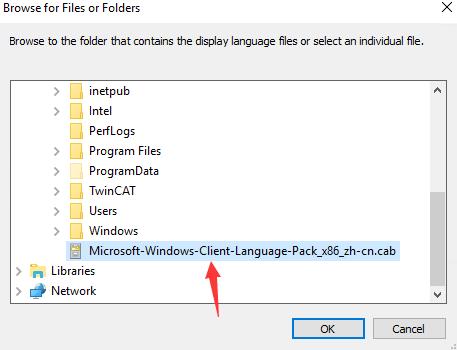 Browse for Files or Folders
Browse to the folder that contains the display language files or select an individual file.
inetpub
Intel
PerfLogs
Program Files
ProgramData
TwinCAT
Users
Windows
Microsoft-Windows-Client-Language-Pack_x86_zh-cn.cab
Libraries
Network
OK
Cancel